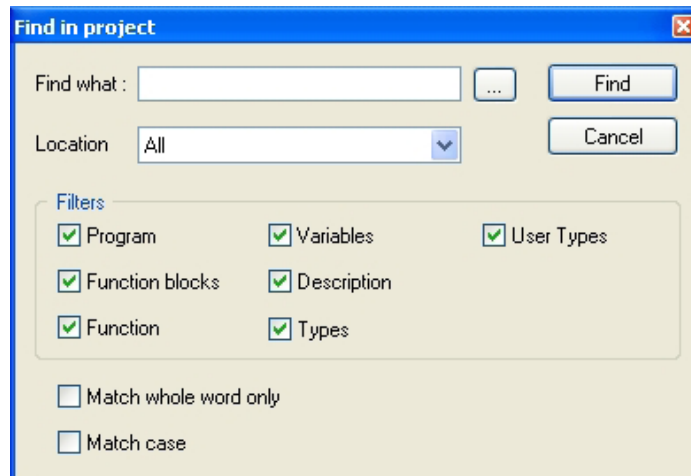 Find in project
Find what : ... Find
Location All Cancel
Filters
Program Variables User Types
Function blocks Description
Function Types
Match whole word only
Match case